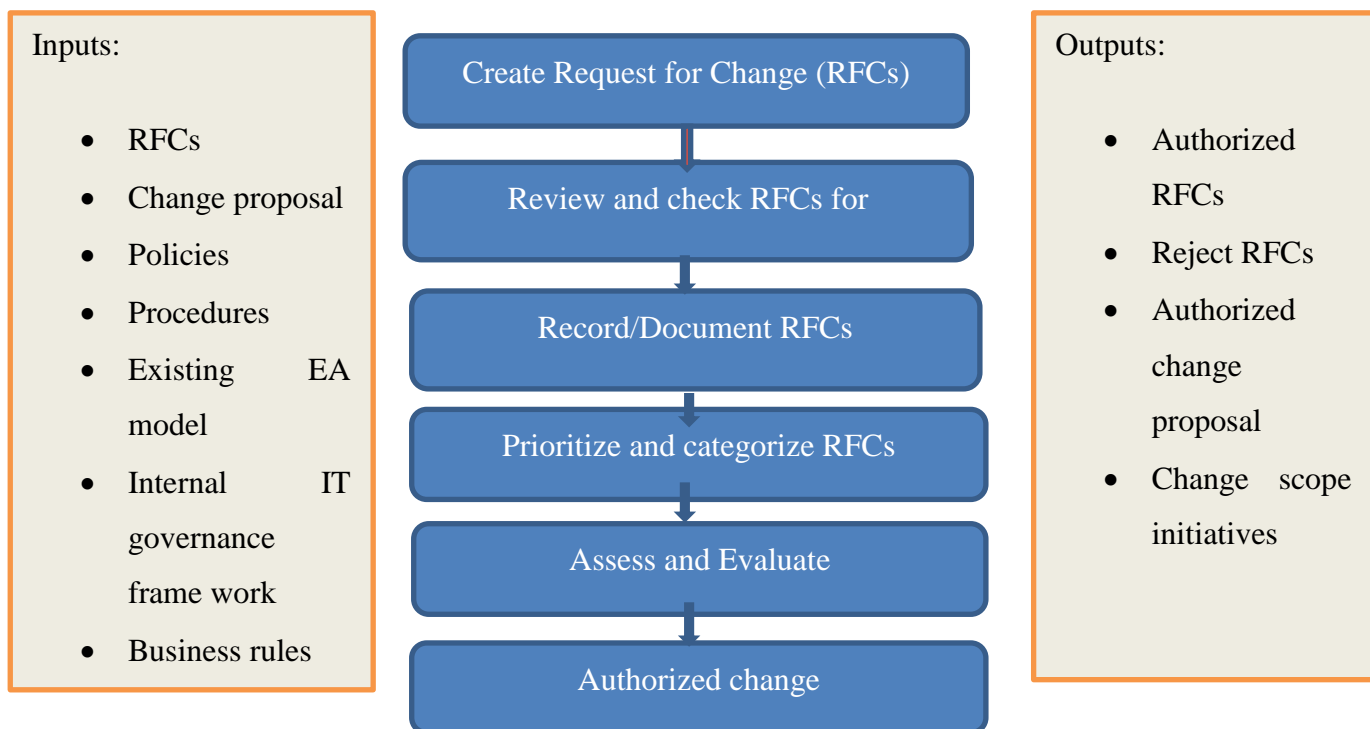 Inputs:
• RFCs
• Change proposal
• Policies
• Procedures
• Existing EA
model
• Internal IT
governance
frame work
• Business rules
Create Request for Change (RFCs)
Review and check RFCs for
Record/Document RFCs
Prioritize and categorize RFCs
Assess and Evaluate
Authorized change
Outputs:
• Authorized
RFCs
• Reject RFCs
• Authorized
change
proposal
• Change scope
initiatives